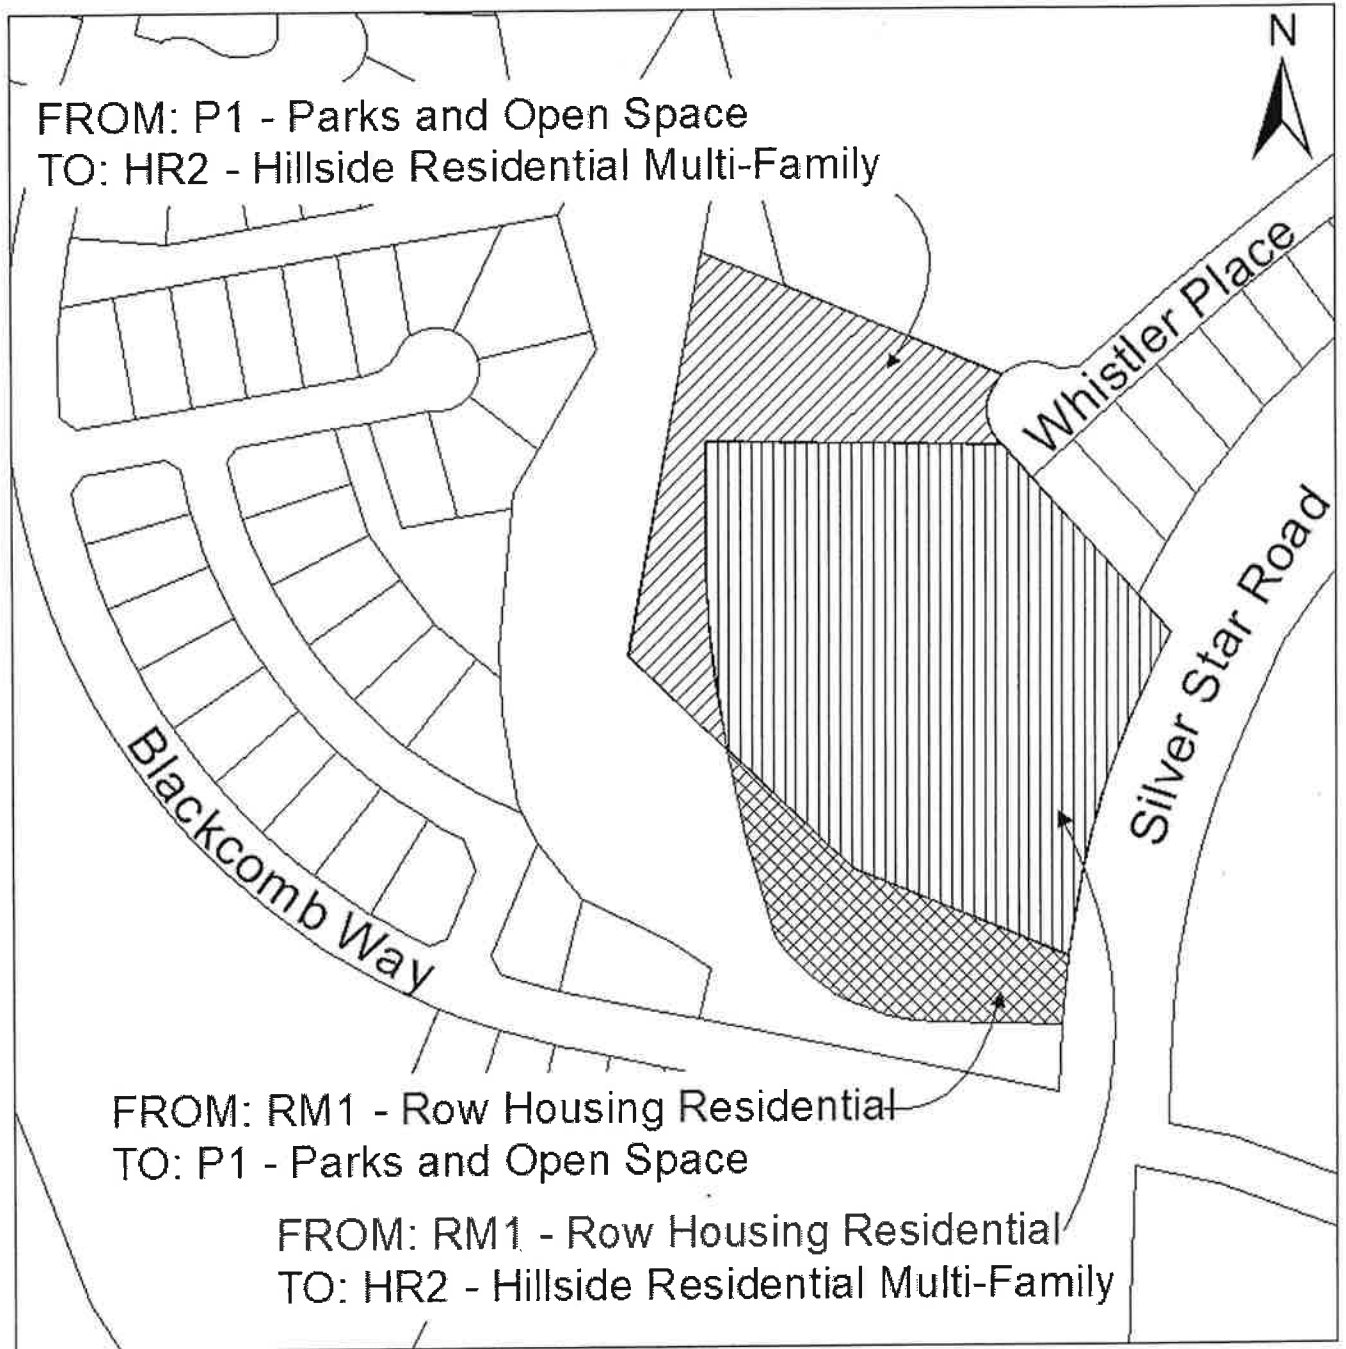 N
FROM: P1 - Parks and Open Space
TO: HR2 - Hillside Residential Multi-Family
Whistler Place
Silver Star Road
Blackcomb Way
FROM: RM1 - Row Housing Residential
TO: P1 - Parks and Open Space
FROM: RM1 - Row Housing Residential
TO: HR2 - Hillside Residential Multi-Family